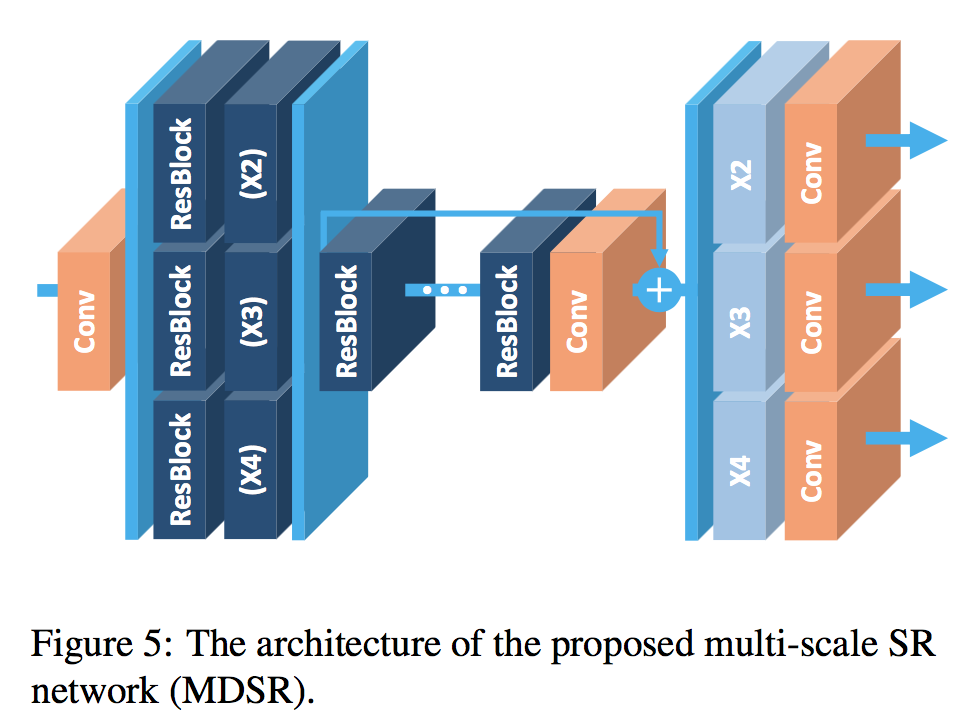 Conv
ResBlock
(X2)
ResBlock
(X3)
ResBlock
(X4)
ResBlock
ResBlock
Conv
+
X2
Conv
X3
Conv
X4
Conv
Figure 5: The architecture of the proposed multi-scale SR
network (MDSR).